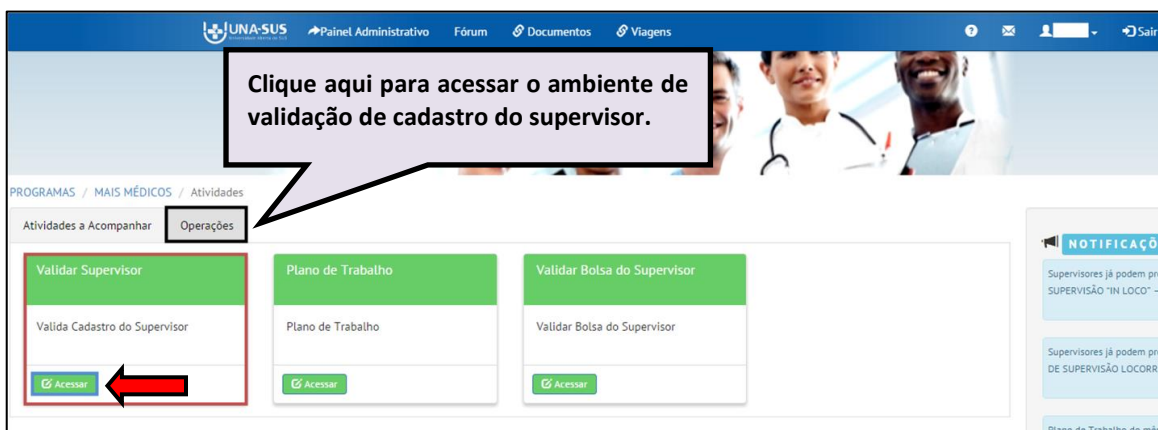 UNA-SUS Painel Administrativo Fórum Documentos Viagens Sair
Clique aqui para acessar o ambiente de
validação de cadastro do supervisor.
PROGRAMAS / MAIS MÉDICOS / Atividades
Atividades a Acompanhar Operações
Validar Supervisor
Valida Cadastro do Supervisor
Acessar
Plano de Trabalho
Plano de Trabalho
Acessar
Validar Bolsa do Supervisor
Validar Bolsa do Supervisor
Acessar
NOTIFICAÇÕ
Supervisores já podem pr
SUPERVISÃO "IN LOCO" –
Supervisores já podem pr
DE SUPERVISÃO LOCORR